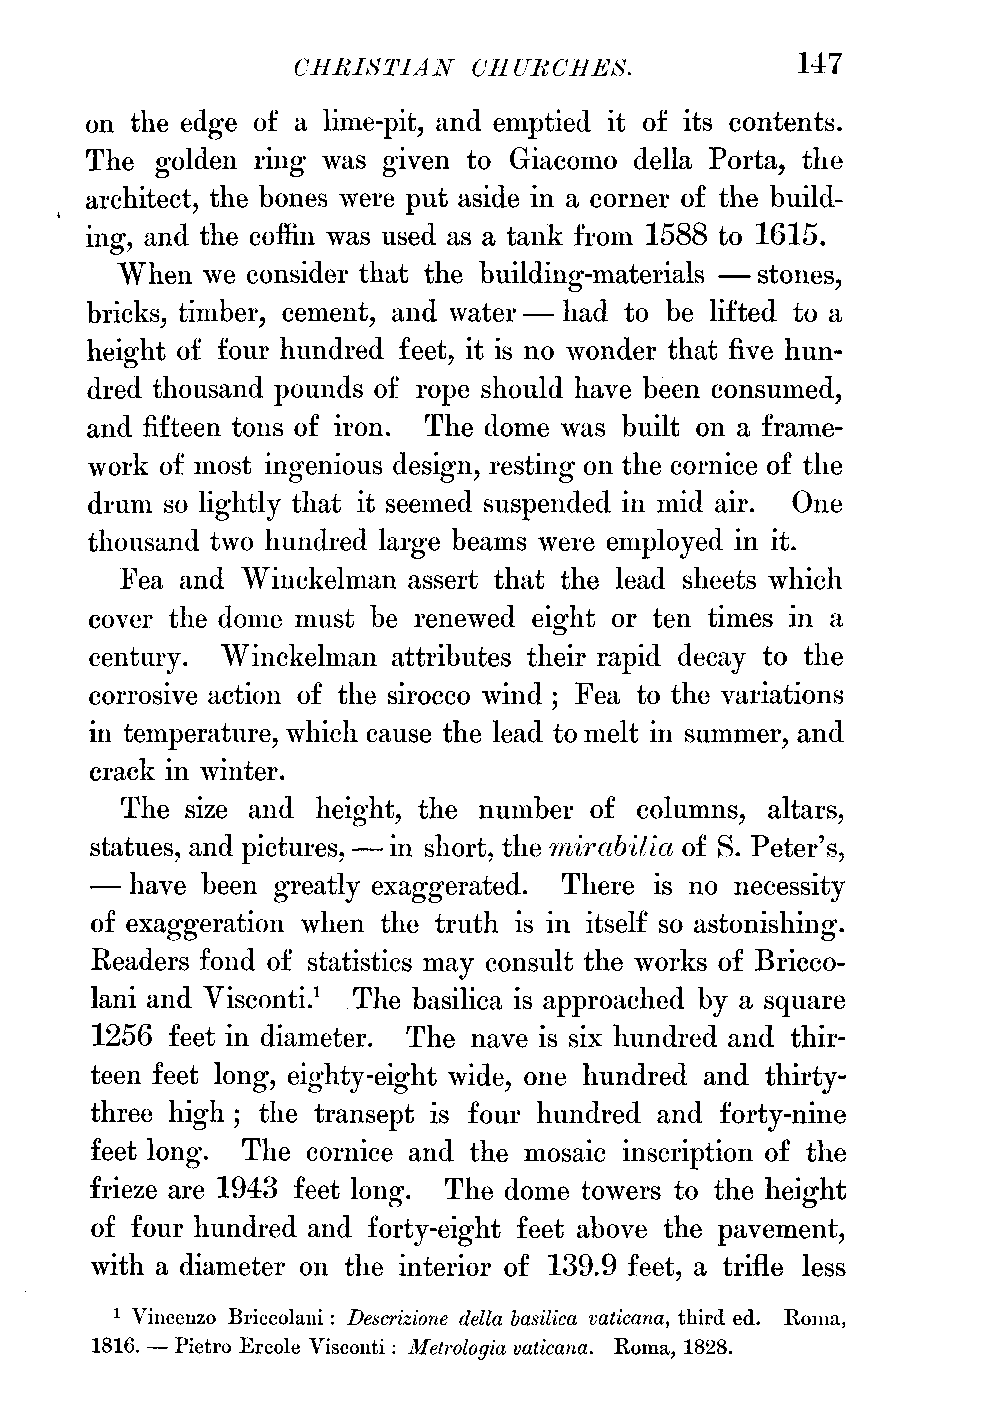 CHRISTIAN CHURCHES. 147
on the edge of a lime-pit, and emptied it of its contents.
The golden ring was given to Giacomo della Porta, the
architect, the bones were put aside in a corner of the build-
ing, and the coffin was used as a tank from 1588 to 1615.
When we consider that the building-materials — stones,
bricks, timber, cement, and water — had to be lifted to a
height of four hundred feet, it is no wonder that five hun-
dred thousand pounds of rope should have been consumed,
and fifteen tons of iron. The dome was built on a frame-
work of most ingenious design, resting on the cornice of the
drum so lightly that it seemed suspended in mid air. One
thousand two hundred large beams were employed in it.
Fea and Winckelman assert that the lead sheets which
cover the dome must be renewed eight or ten times in a
century. Winckelman attributes their rapid decay to the
corrosive action of the sirocco wind ; Fea to the variations
in temperature, which cause the lead to melt in summer, and
crack in winter.
The size and height, the number of columns, altars,
statues, and pictures, — in short, the mirabilia of S. Peter's,
— have been greatly exaggerated. There is no necessity
of exaggeration when the truth is in itself so astonishing.
Readers fond of statistics may consult the works of Bricco-
lani and Visconti.¹ The basilica is approached by a square
1256 feet in diameter. The nave is six hundred and thir-
teen feet long, eighty-eight wide, one hundred and thirty-
three high ; the transept is four hundred and forty-nine
feet long. The cornice and the mosaic inscription of the
frieze are 1943 feet long. The dome towers to the height
of four hundred and forty-eight feet above the pavement,
with a diameter on the interior of 139.9 feet, a trifle less
¹ Vincenzo Briccolani : Descrizione della basilica vaticana, third ed. Roma,
1816. — Pietro Ercole Visconti : Metrologia vaticana. Roma, 1828.